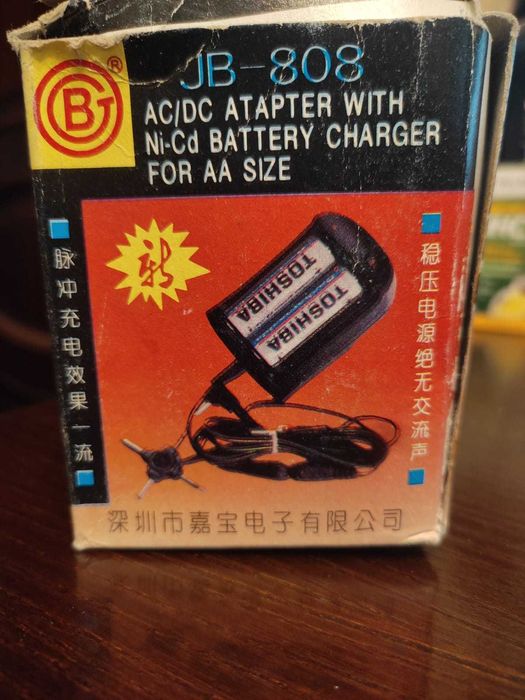 JB-808
GBT
®
AC/DC ATAPTER WITH
Ni-Cd BATTERY CHARGER
FOR AA SIZE
新
TOSHIBA
TOSHIBA
脉冲充电效果一流
稳压电源绝无交流声
深圳市嘉宝电子有限公司